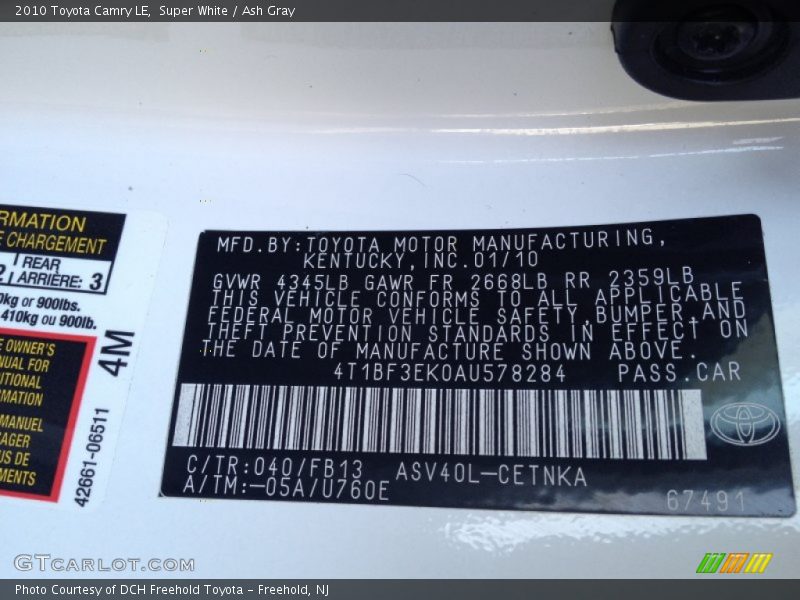 2010 Toyota Camry LE, Super White / Ash Gray
RMATION
E CHARGEMENT
2 | REAR
| ARRIÈRE: 3
0kg or 900lbs.
410kg ou 900lb.
E OWNER'S
NUAL FOR
ITIONAL
RMATION
MANUEL
AGER
US DE
MENTS
4M
42661-06511
MFD.BY:TOYOTA MOTOR MANUFACTURING,
KENTUCKY,INC.01/10
GVWR 4345LB GAWR FR 2668LB RR 2359LB
THIS VEHICLE CONFORMS TO ALL APPLICABLE
FEDERAL MOTOR VEHICLE SAFETY,BUMPER,AND
THEFT PREVENTION STANDARDS IN EFFECT ON
THE DATE OF MANUFACTURE SHOWN ABOVE.
4T1BF3EK0AU578284 PASS.CAR
C/TR:040/FB13 ASV40L-CETNKA
A/TM:-05A/U760E
67491
GTCARLOT.COM
Photo Courtesy of DCH Freehold Toyota - Freehold, NJ